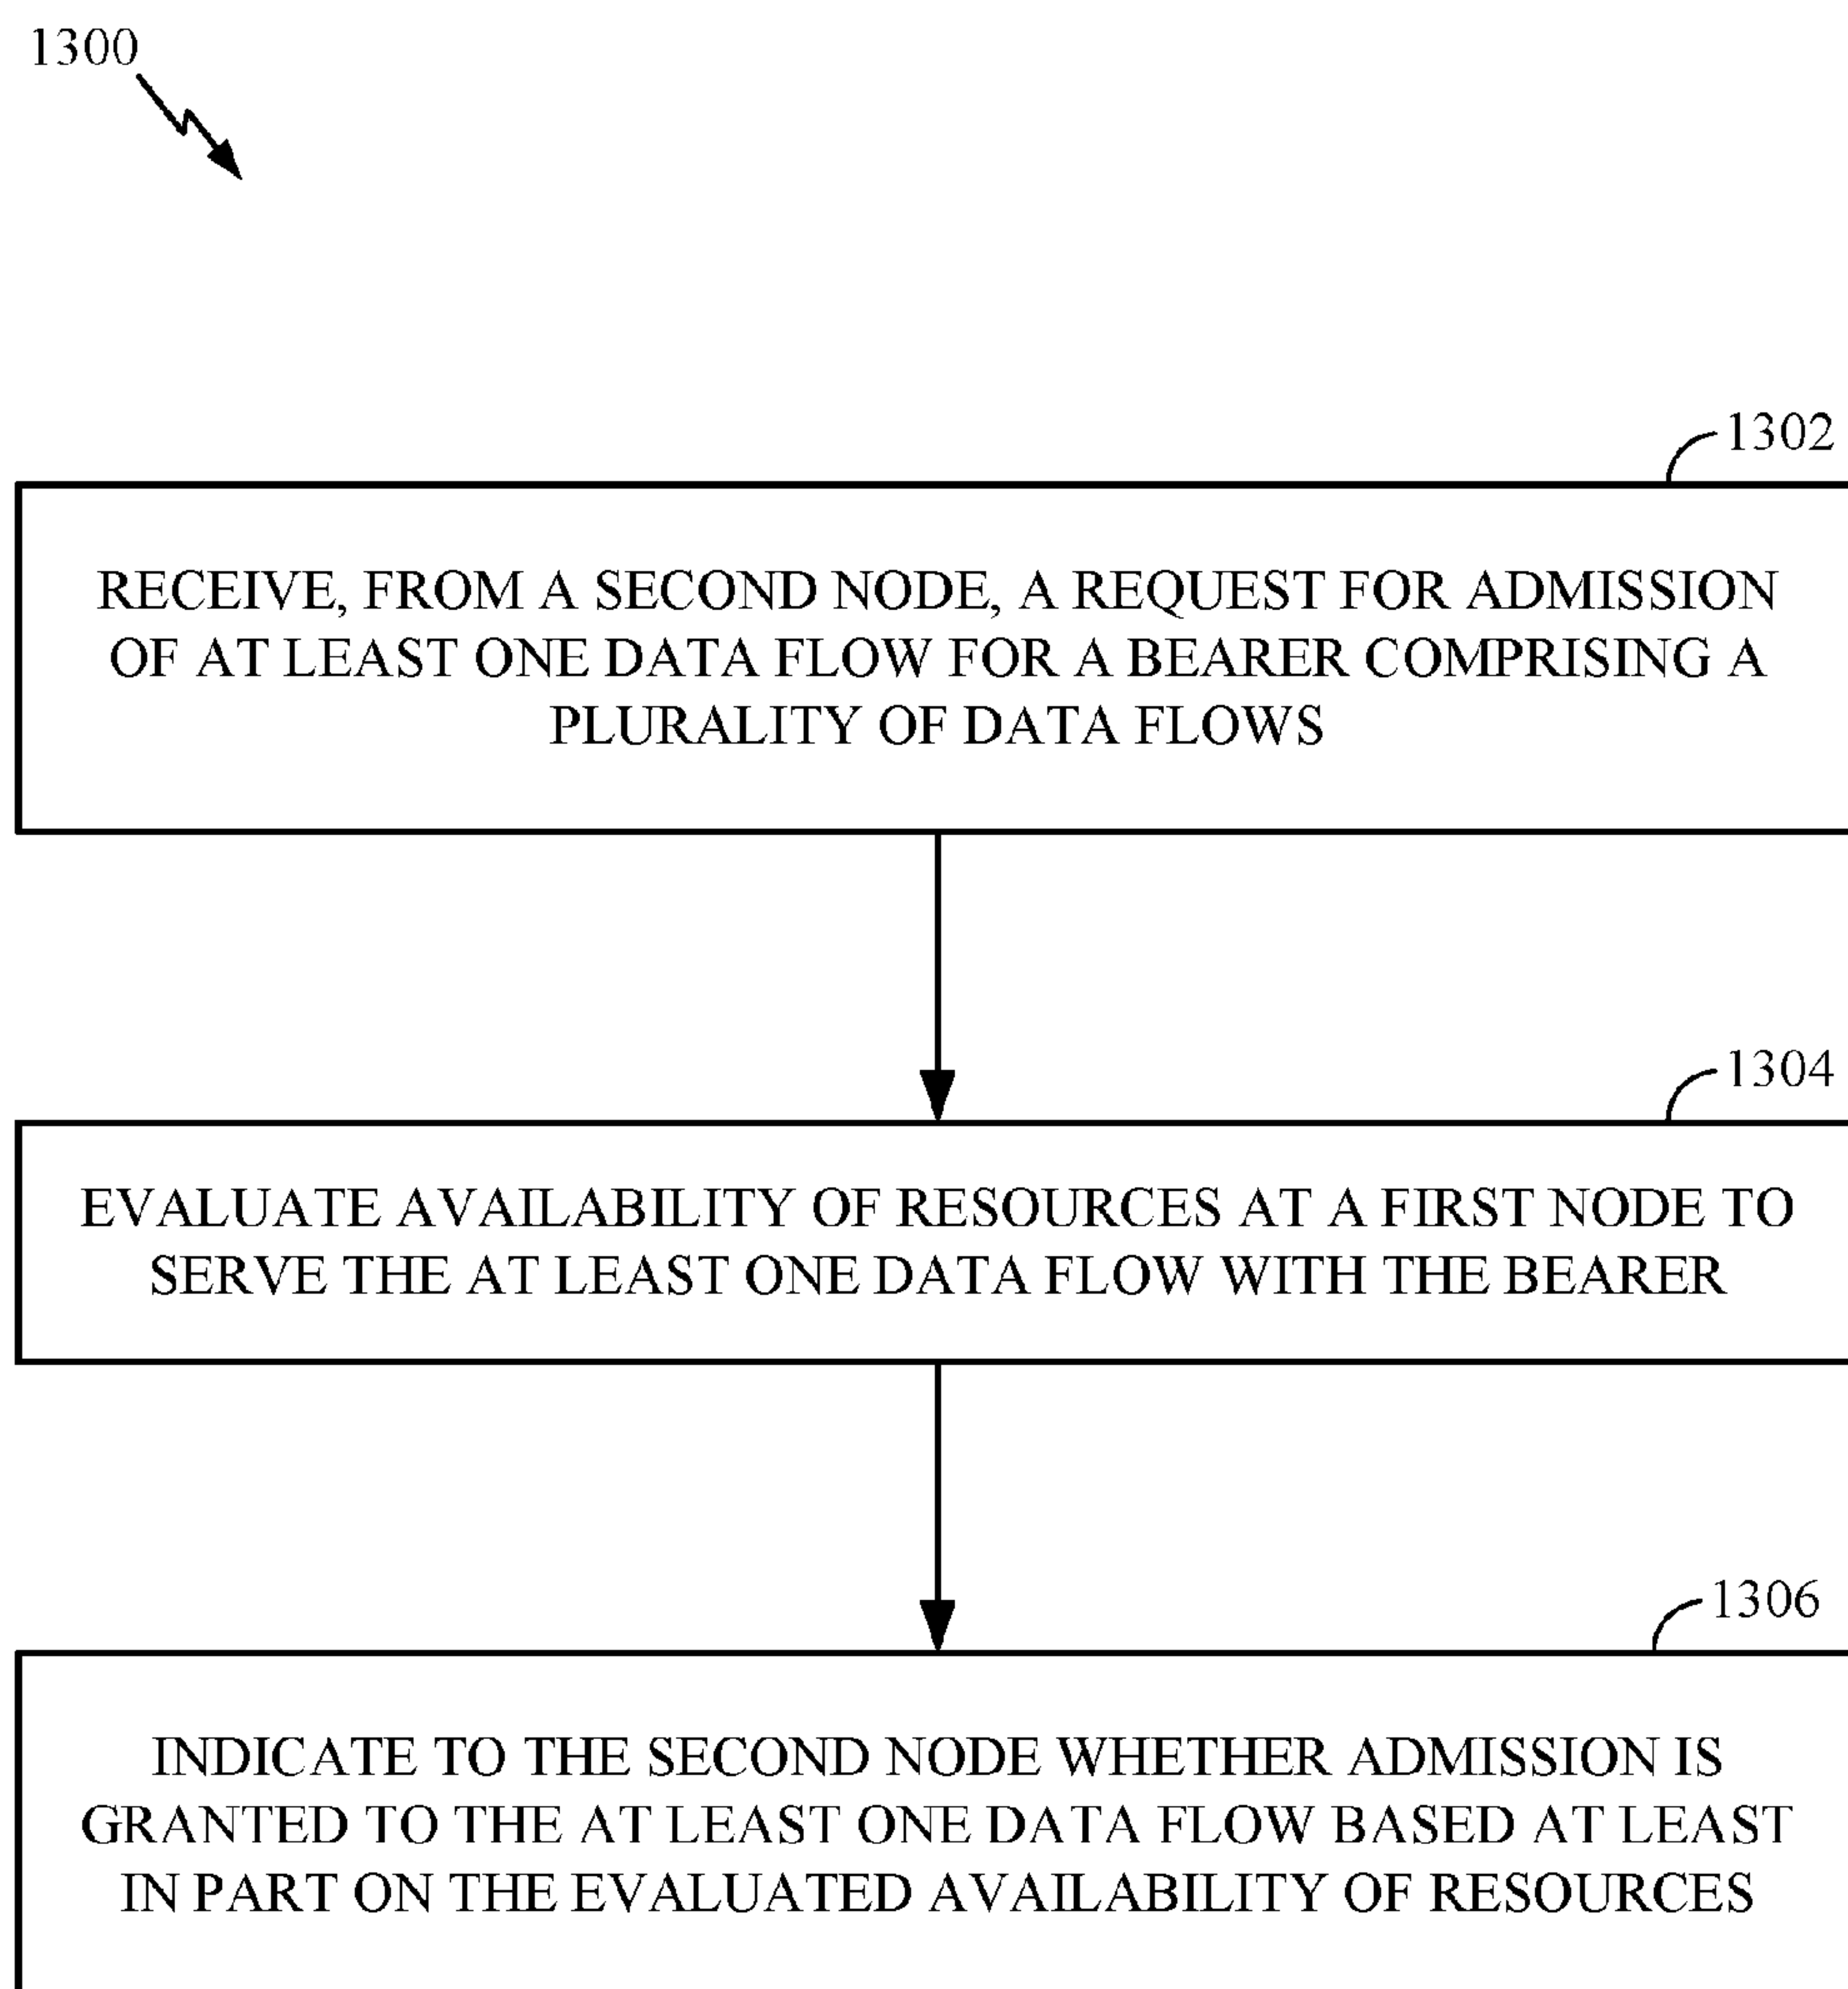 1300
1302
RECEIVE, FROM A SECOND NODE, A REQUEST FOR ADMISSION
OF AT LEAST ONE DATA FLOW FOR A BEARER COMPRISING A
PLURALITY OF DATA FLOWS
1304
EVALUATE AVAILABILITY OF RESOURCES AT A FIRST NODE TO
SERVE THE AT LEAST ONE DATA FLOW WITH THE BEARER
1306
INDICATE TO THE SECOND NODE WHETHER ADMISSION IS
GRANTED TO THE AT LEAST ONE DATA FLOW BASED AT LEAST
IN PART ON THE EVALUATED AVAILABILITY OF RESOURCES